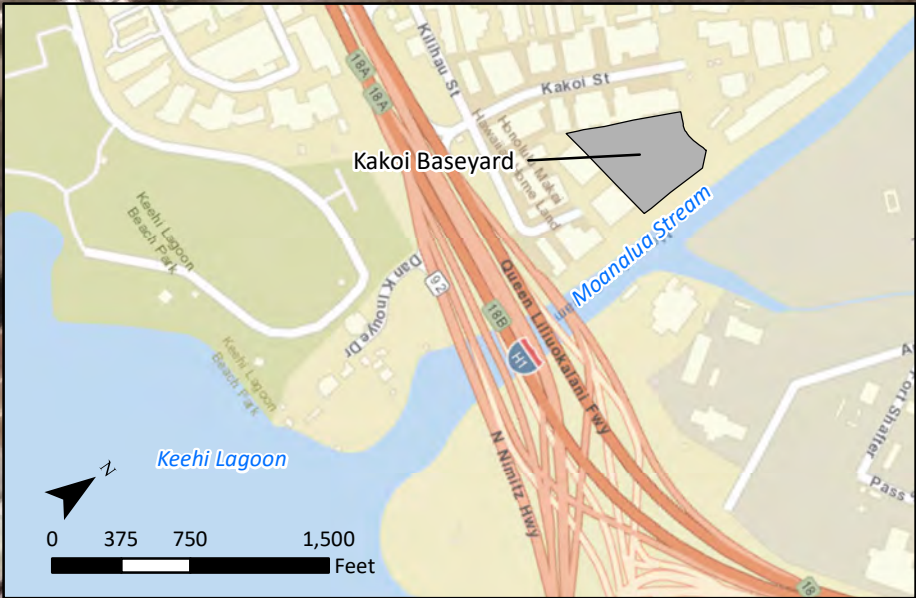 18A
18A
Kilihau St
Kakoi St
Kakoi Baseyard
Honolulu Makai
Hawaiian Home Land
Keehi Lagoon
Beach Park
Moanalua Stream
Dan K Inouye Dr
92
18B
H1
Queen Liliuokalani Fwy
Keehi Lagoon
Beach Park
Keehi Lagoon
N Nimitz Hwy
Fort Shafter
Pass
N
0 375 750 1,500
Feet
18